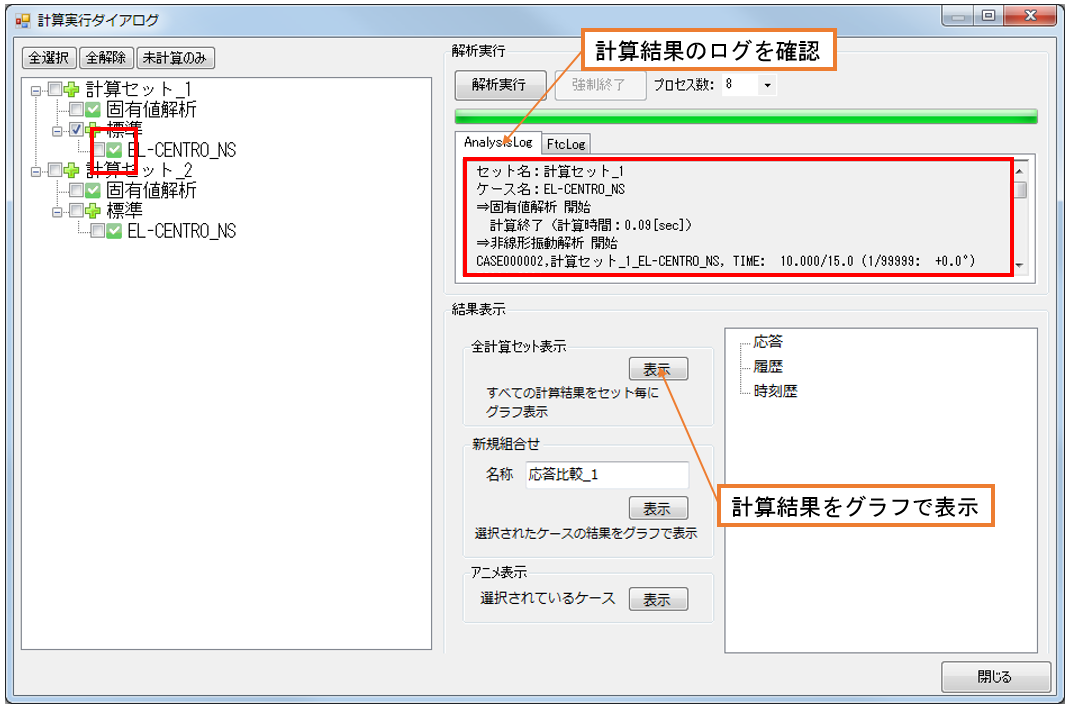 計算実行ダイアログ
全選択 全解除 未計算のみ
計算セット_1
固有値解析
標準
EL-CENTRO_NS
計算セット_2
固有値解析
標準
EL-CENTRO_NS
解析実行
計算結果のログを確認
解析実行 強制終了 プロセス数: 8
AnalysisLog FtcLog
セット名:計算セット_1
ケース名:EL-CENTRO_NS
⇒固有値解析 開始
計算終了(計算時間:0.09[sec])
⇒非線形振動解析 開始
CASE000002,計算セット_1_EL-CENTRO_NS, TIME: 10.000/15.0 (1/99999: +0.0°)
結果表示
全計算セット表示
表示
すべての計算結果をセット毎に
グラフ表示
新規組合せ
名称 応答比較_1
表示
選択されたケースの結果をグラフで表示
アニメ表示
選択されているケース 表示
応答
履歴
時刻歴
計算結果をグラフで表示
閉じる